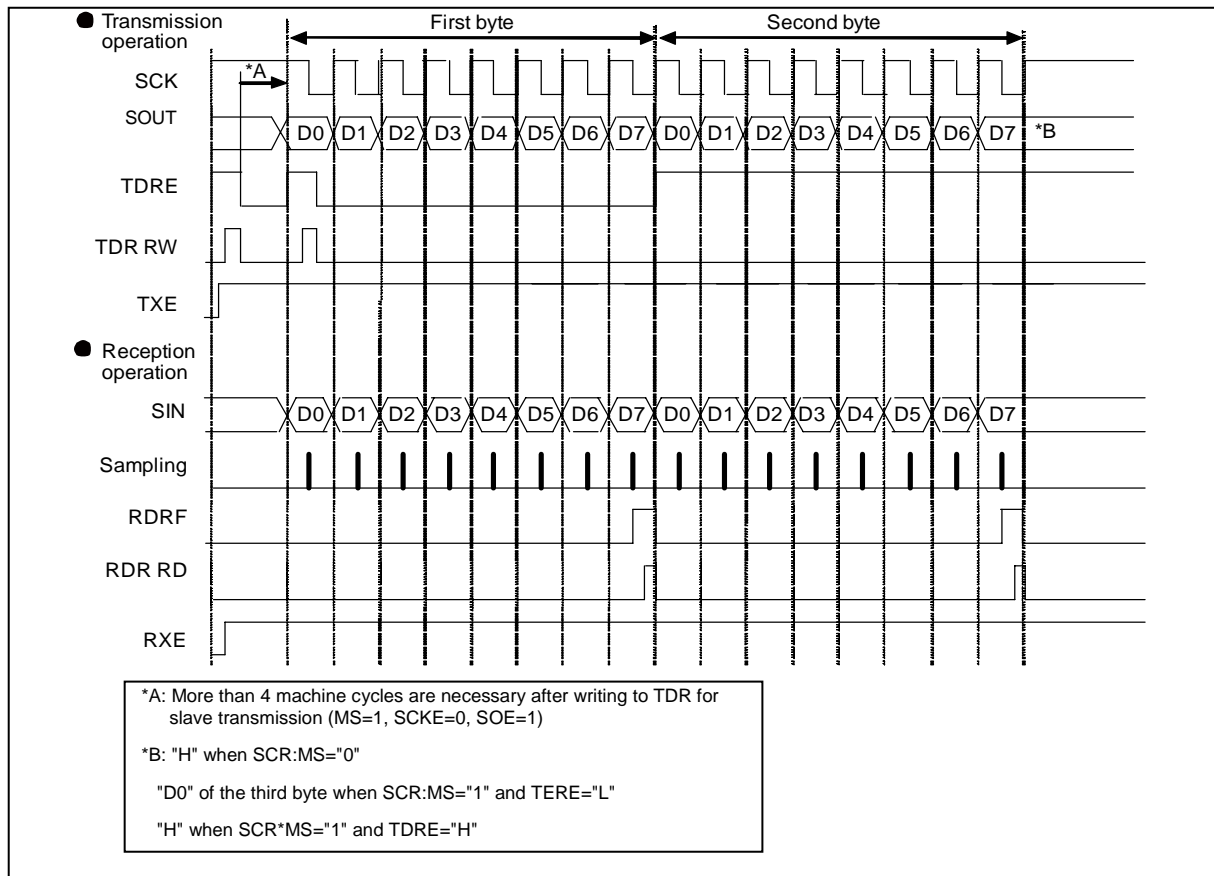 ● Transmission operation
First byte
Second byte
*A
SCK
SOUT
D0 D1 D2 D3 D4 D5 D6 D7 D0 D1 D2 D3 D4 D5 D6 D7 *B
TDRE
TDR RW
TXE
● Reception operation
SIN
D0 D1 D2 D3 D4 D5 D6 D7 D0 D1 D2 D3 D4 D5 D6 D7
Sampling
RDRF
RDR RD
RXE
*A: More than 4 machine cycles are necessary after writing to TDR for
slave transmission (MS=1, SCKE=0, SOE=1)
*B: "H" when SCR:MS="0"
"D0" of the third byte when SCR:MS="1" and TERE="L"
"H" when SCR*MS="1" and TDRE="H"